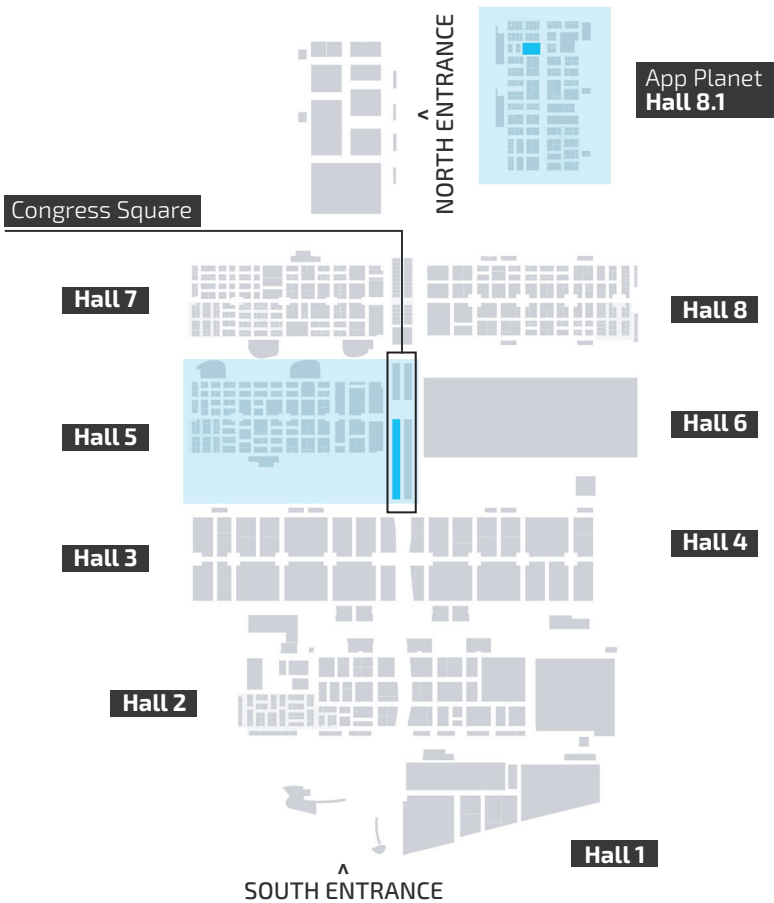 NORTH ENTRANCE
App Planet
Hall 8.1
Congress Square
Hall 7
Hall 8
Hall 5
Hall 6
Hall 3
Hall 4
Hall 2
Hall 1
SOUTH ENTRANCE